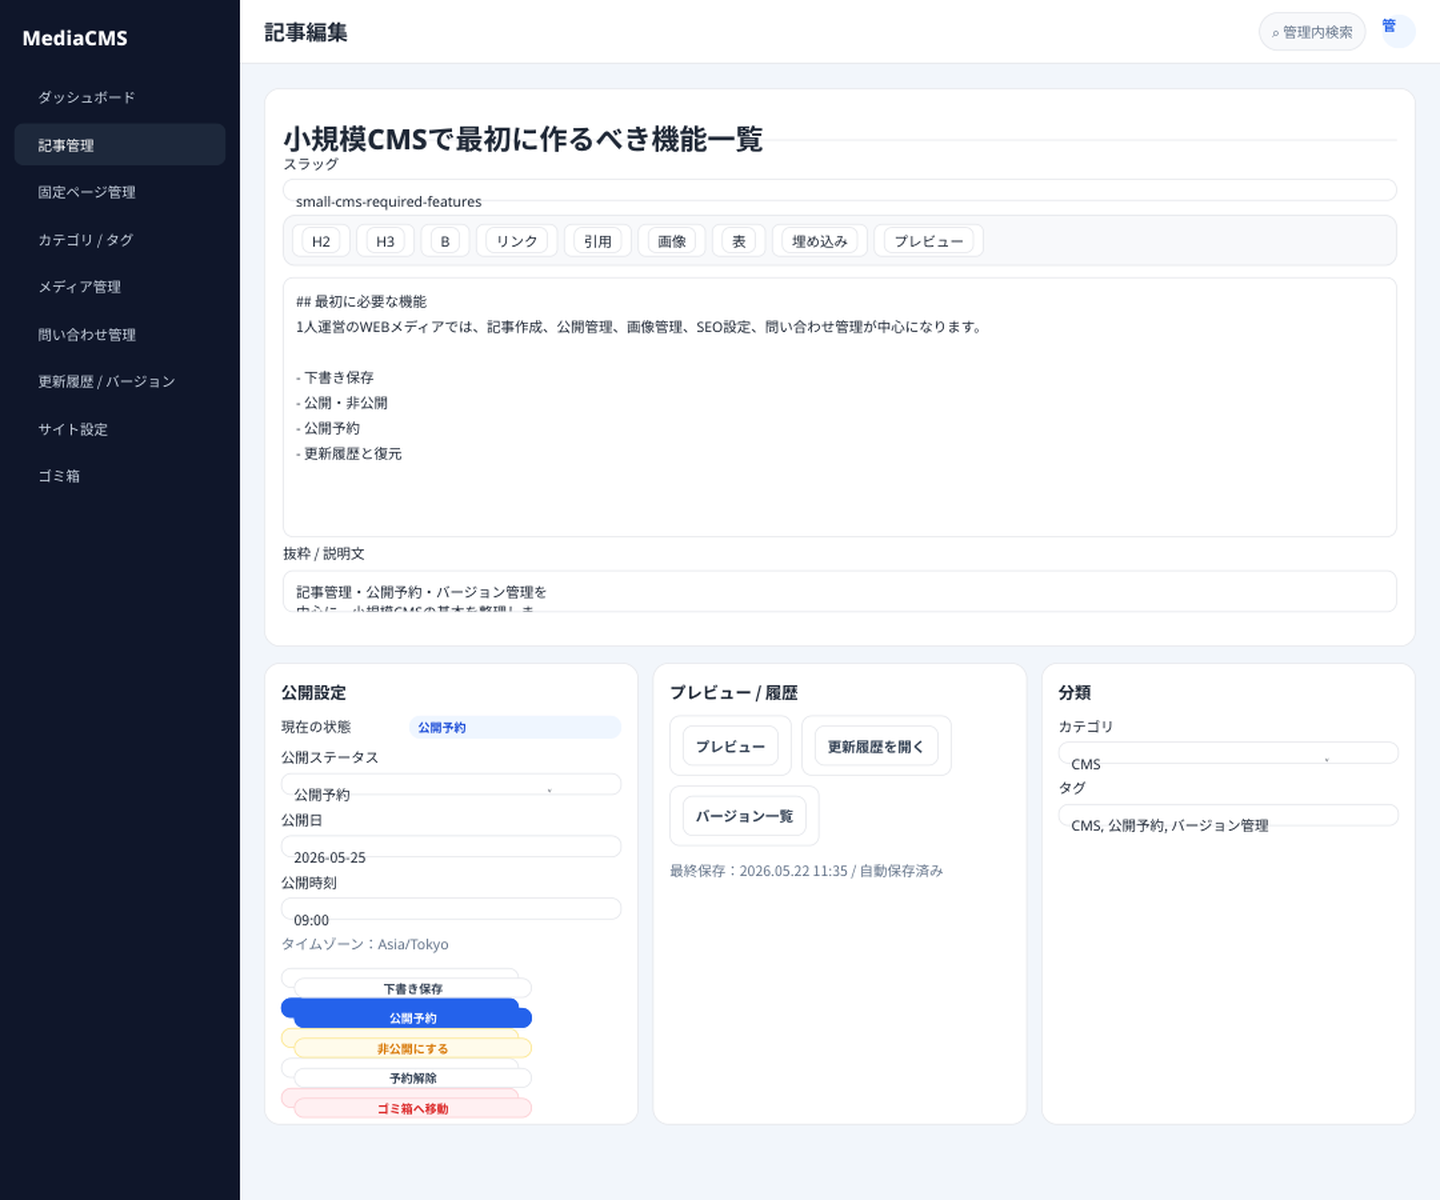 MediaCMS
ダッシュボード
記事管理
固定ページ管理
カテゴリ / タグ
メディア管理
問い合わせ管理
更新履歴 / バージョン
サイト設定
ゴミ箱
記事編集
管理内検索
管
小規模CMSで最初に作るべき機能一覧
スラッグ
small-cms-required-features
H2 H3 B リンク 引用 画像 表 埋め込み プレビュー
## 最初に必要な機能
1人運営のWEBメディアでは、記事作成、公開管理、画像管理、SEO設定、問い合わせ管理が中心になります。
- 下書き保存
- 公開・非公開
- 公開予約
- 更新履歴と復元
抜粋 / 説明文
記事管理・公開予約・バージョン管理を
中心に、小規模CMSの基本を整理しま
公開設定
現在の状態 公開予約
公開ステータス
公開予約
公開日
2026-05-25
公開時刻
09:00
タイムゾーン：Asia/Tokyo
下書き保存
公開予約
非公開にする
予約解除
ゴミ箱へ移動
プレビュー / 履歴
プレビュー 更新履歴を開く
バージョン一覧
最終保存：2026.05.22 11:35 / 自動保存済み
分類
カテゴリ
CMS
タグ
CMS, 公開予約, バージョン管理